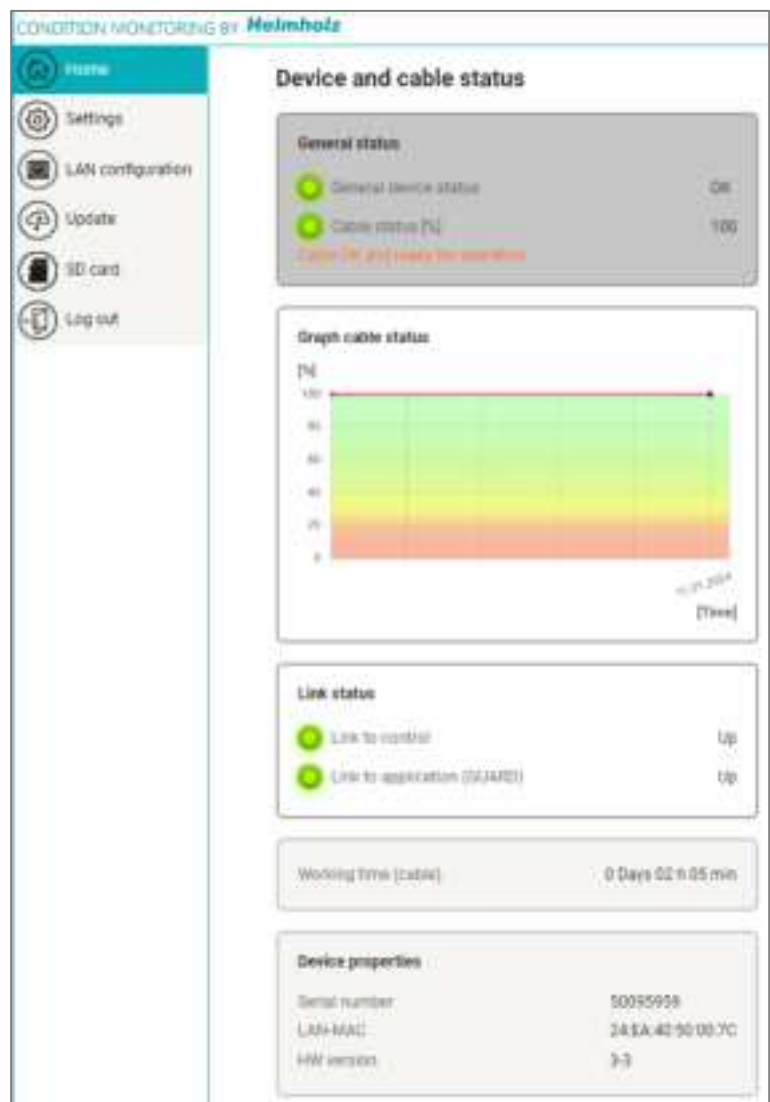 CONDITION MONITORING BY Helmholz
Home
Settings
LAN configuration
Update
SD card
Log out
Device and cable status
General status
General device status OK
Cable status [%] 100
Cable OK and ready for operation
Graph cable status
[%]
100
80
60
40
20
0
[Time]
Link status
Link to control Up
Link to application (GUARD) Up
Working time (cable) 0 Days 02 h 05 min
Device properties
Serial number 50095959
LAN-MAC 24:EA:40:50:00:7C
HW version 3-3